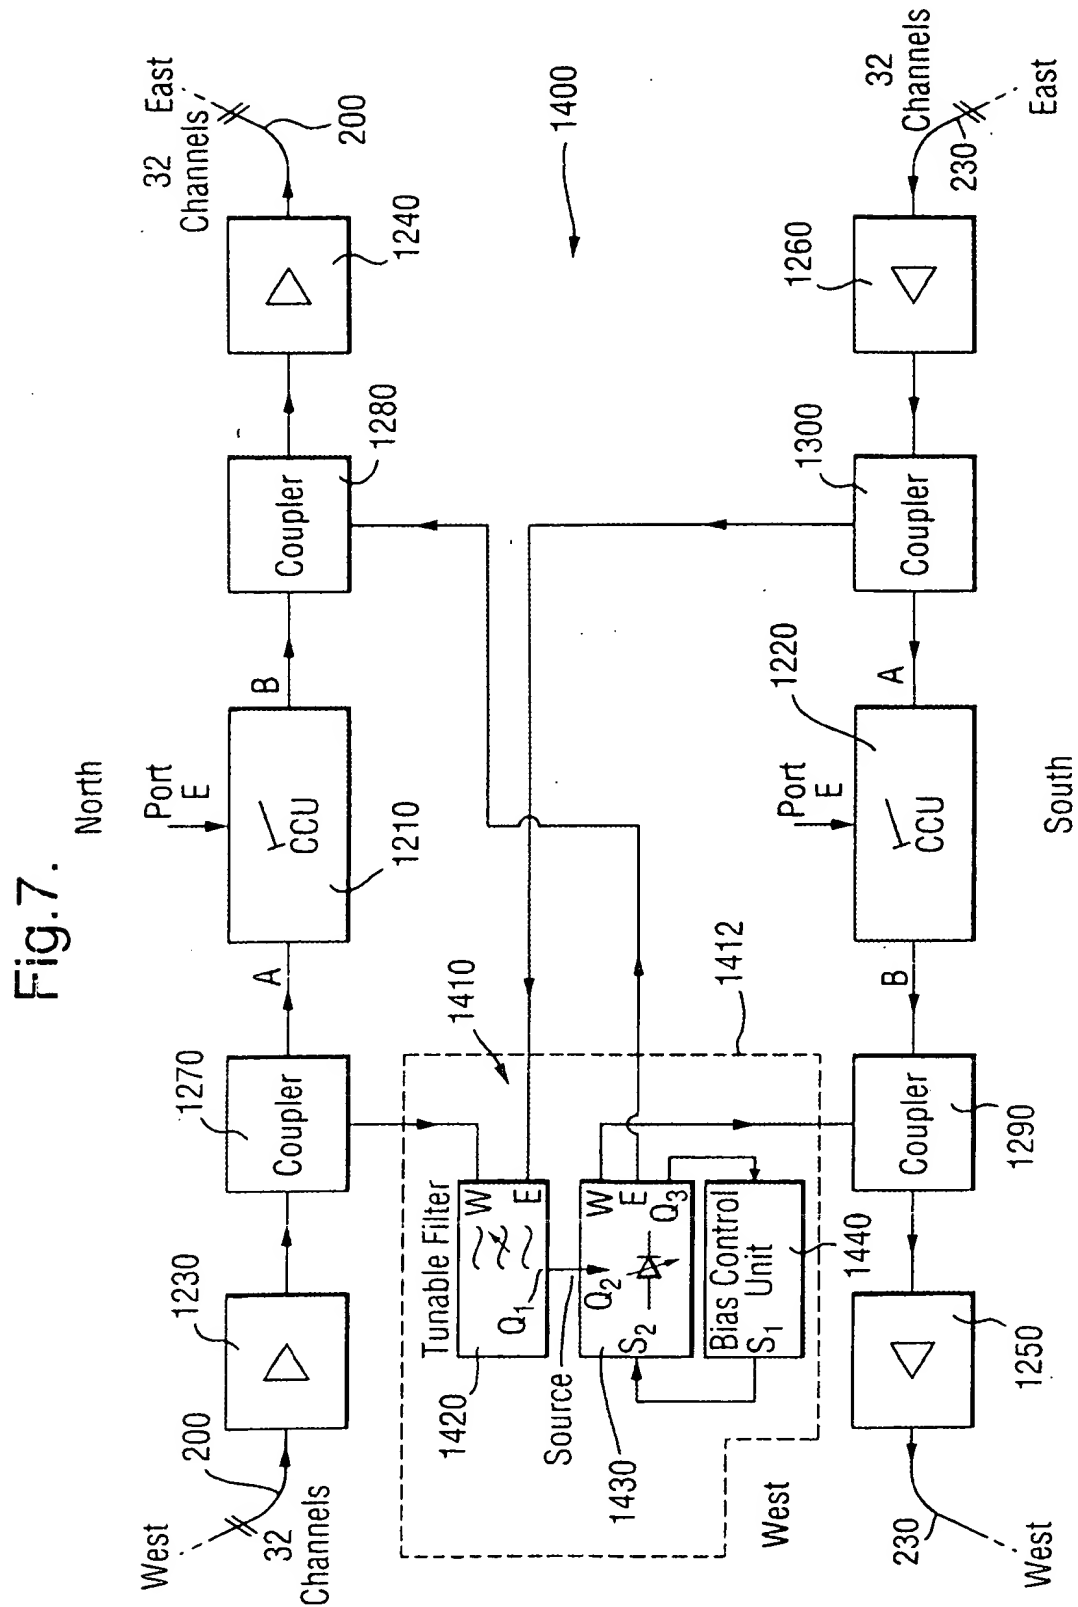 Fig.7.
North
West
200
32
Channels
1230
1270
Coupler
A
Port
E
CCU
1210
B
Coupler
1280
1240
32
Channels
East
200
1400
1410
1412
Tunable Filter
W
E
Q1
1420
Source
Q2
W
E
Q3
S2
1430
Bias Control
Unit
S1
1440
West
West
230
1250
Coupler
1290
B
Port
E
CCU
1220
A
Coupler
1300
1260
32
Channels
230
East
South